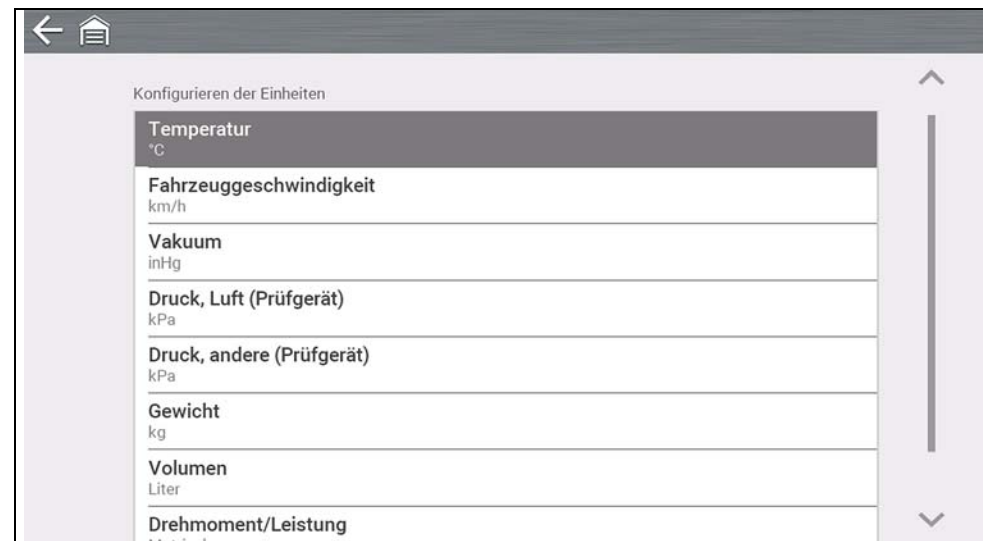 Konfigurieren der Einheiten
Temperatur
°C
Fahrzeuggeschwindigkeit
km/h
Vakuum
inHg
Druck, Luft (Prüfgerät)
kPa
Druck, andere (Prüfgerät)
kPa
Gewicht
kg
Volumen
Liter
Drehmoment/Leistung